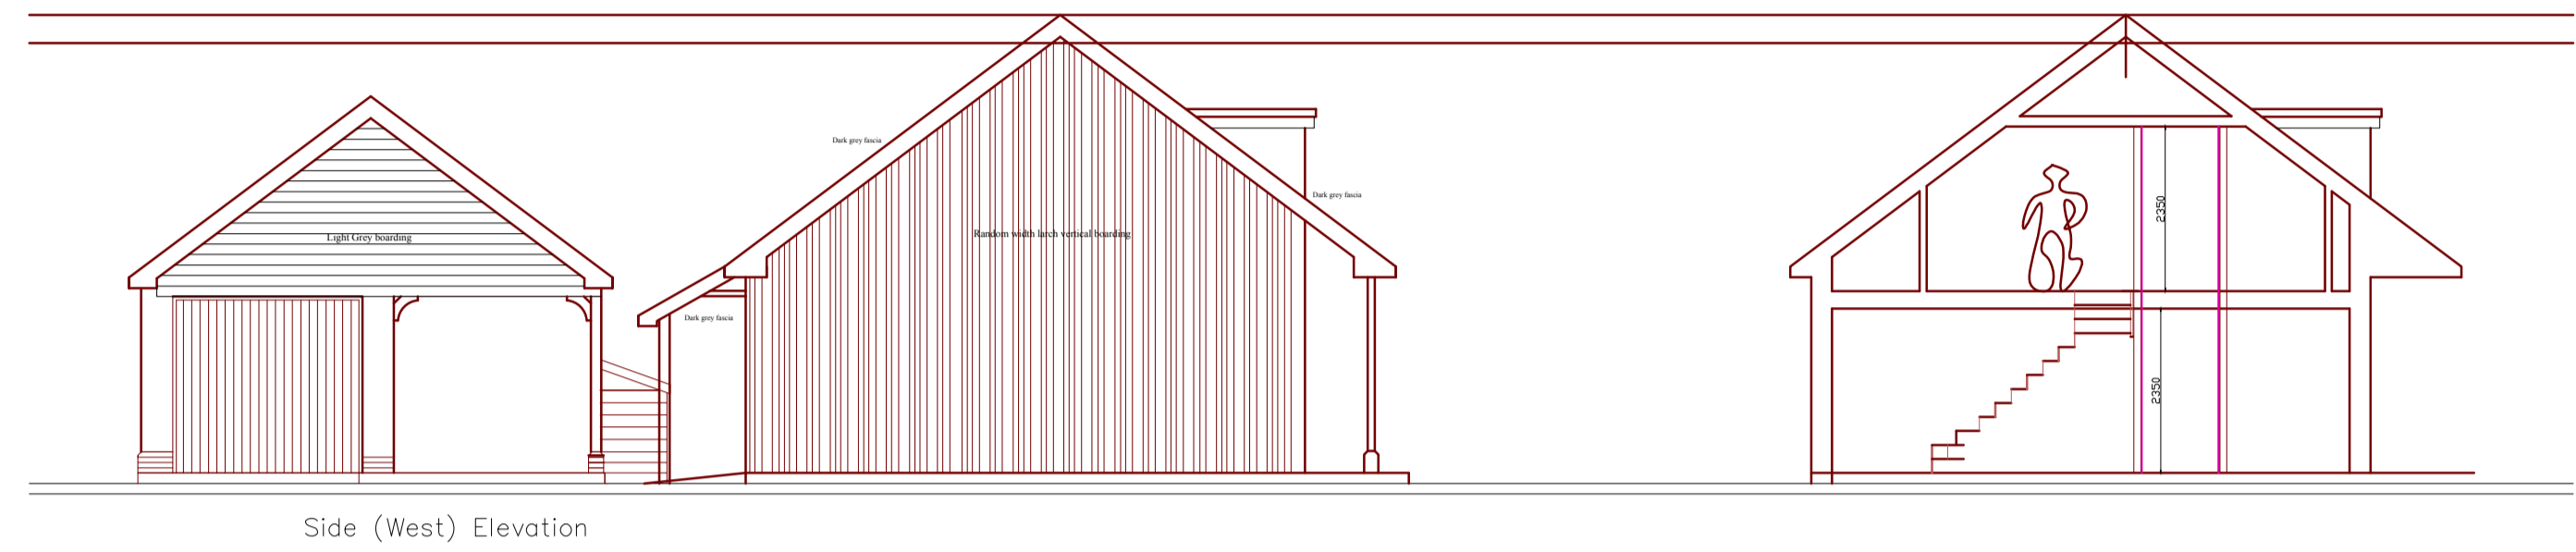 Dark grey fascia
Dark grey fascia
2350
Light Grey boarding
Random width larch vertical boarding
Dark grey fascia
2350
Side (West) Elevation